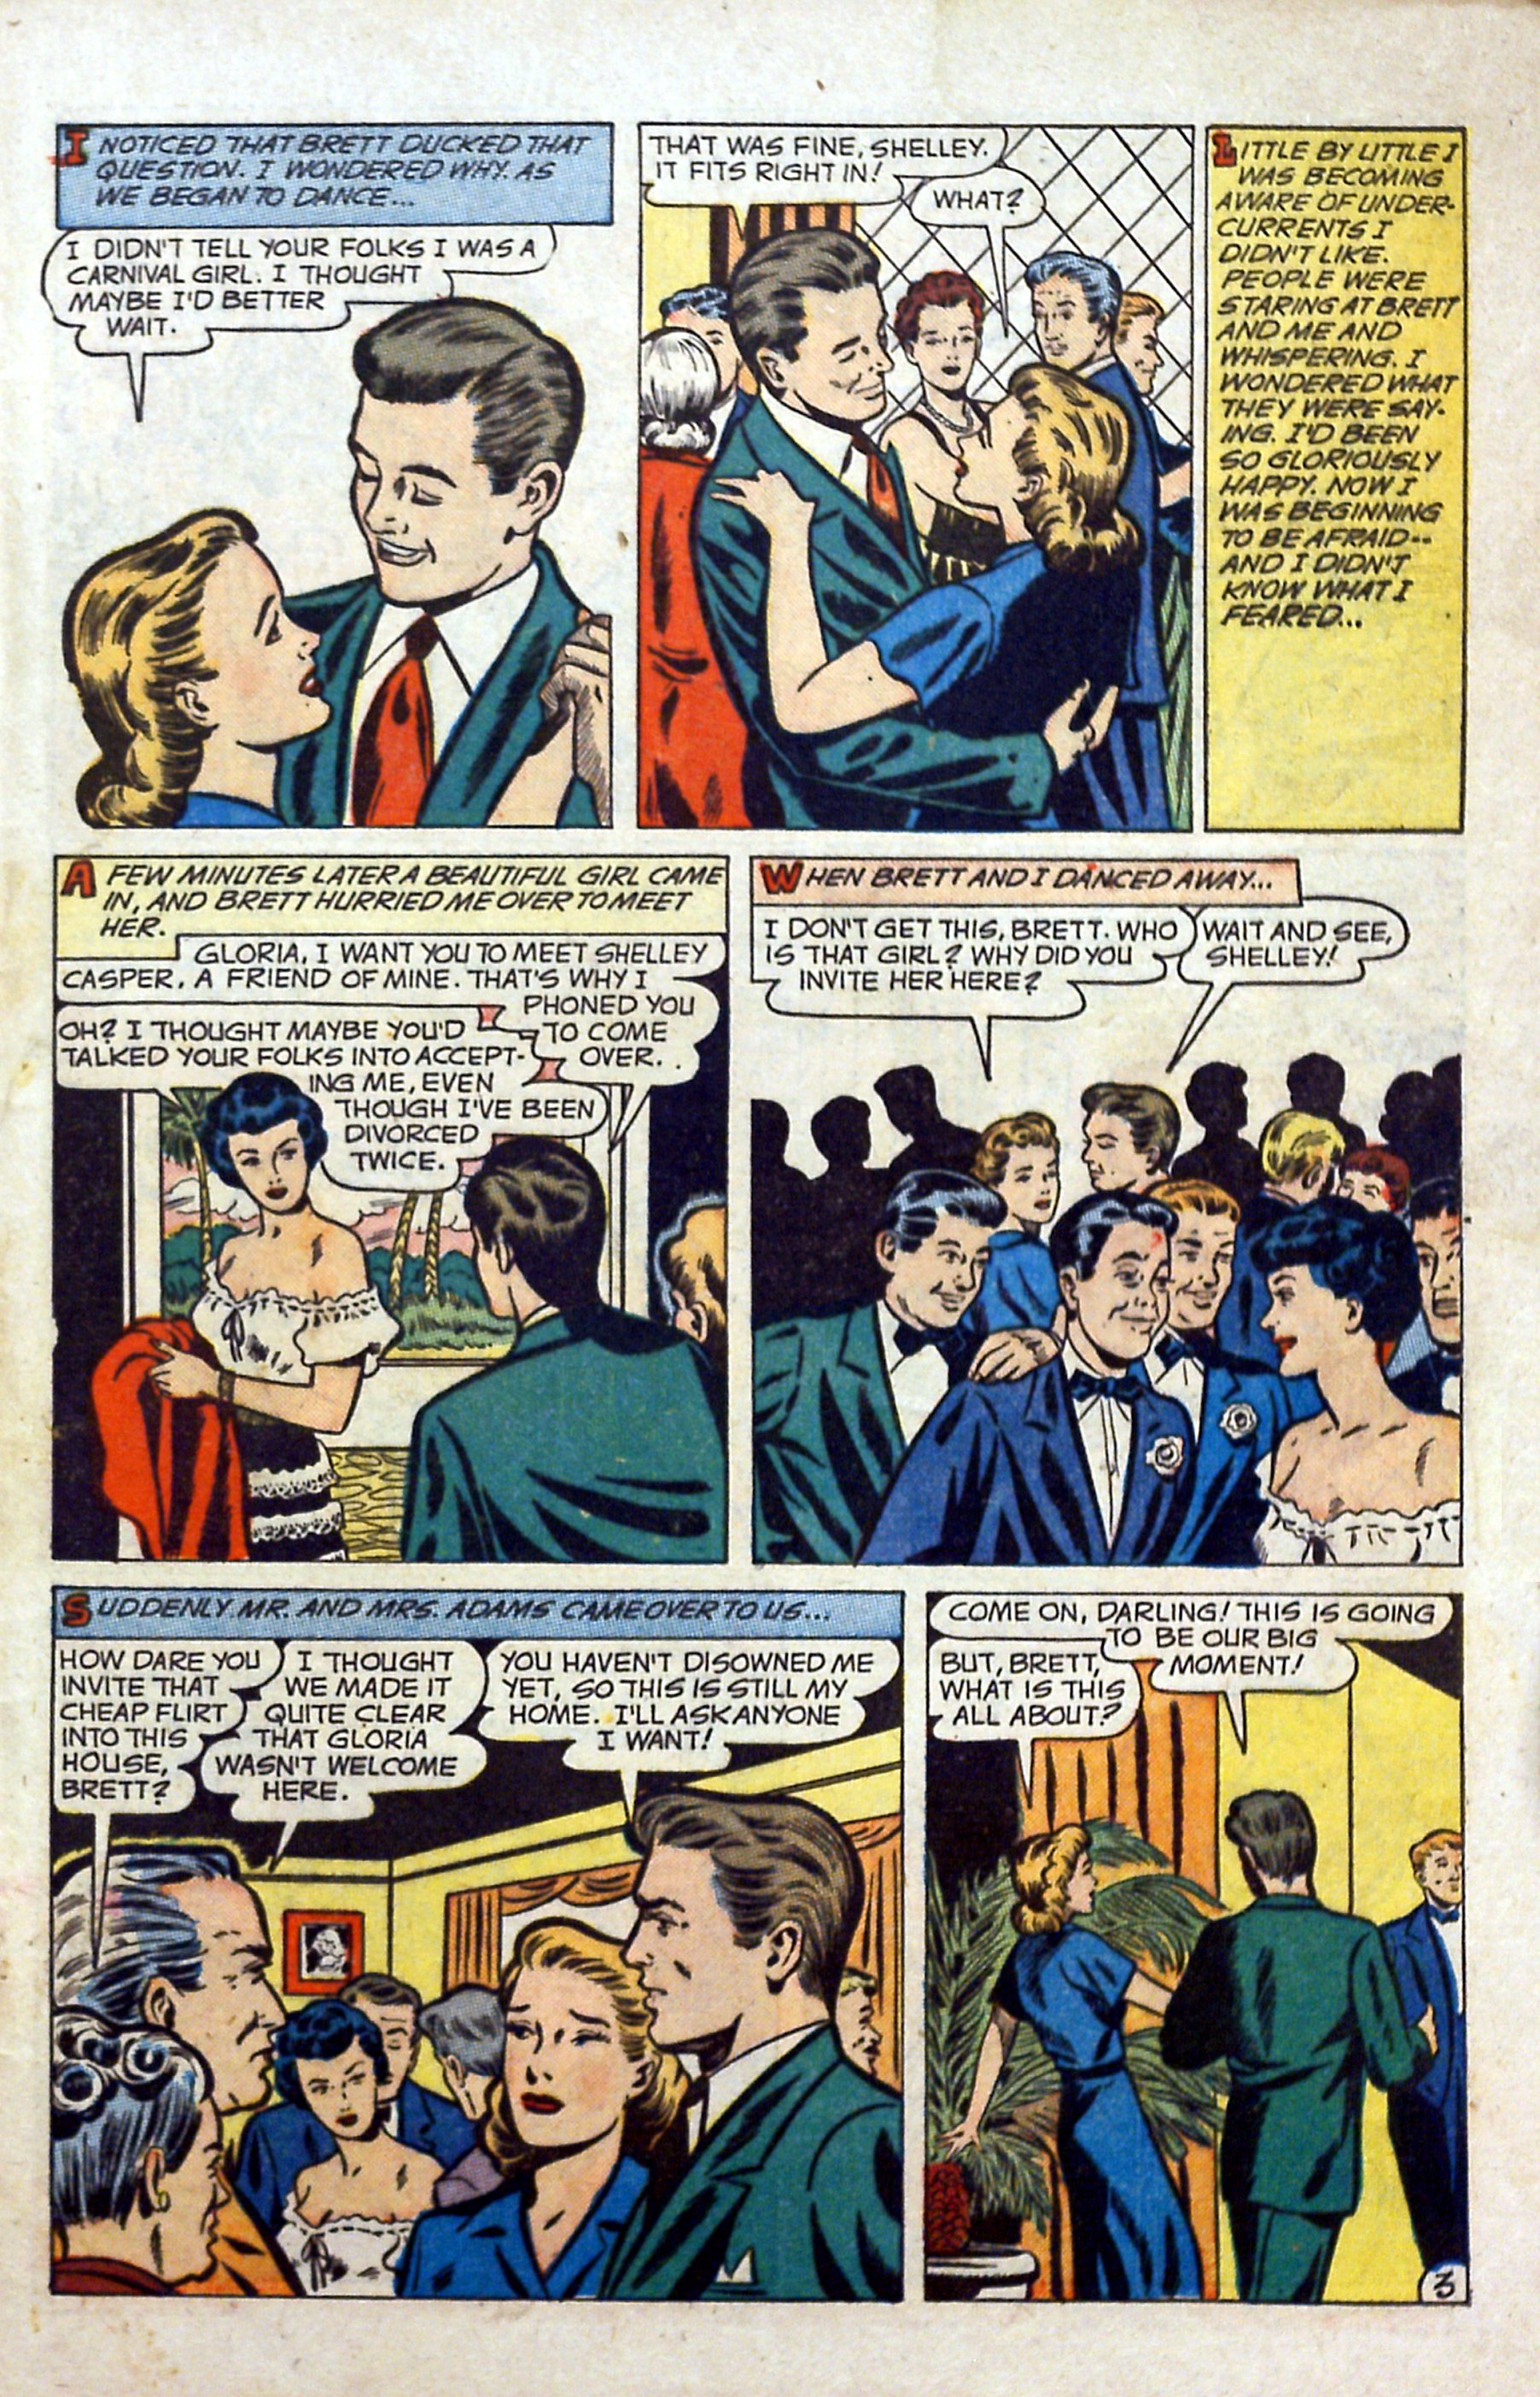 I NOTICED THAT BRETT DUCKED THAT
QUESTION. I WONDERED WHY. AS
WE BEGAN TO DANCE...
I DIDN'T TELL YOUR FOLKS I WAS A
CARNIVAL GIRL. I THOUGHT
MAYBE I'D BETTER
WAIT.
THAT WAS FINE, SHELLEY.
IT FITS RIGHT IN!
WHAT?
LITTLE BY LITTLE I
WAS BECOMING
AWARE OF UNDER-
CURRENTS I
DIDN'T LIKE.
PEOPLE WERE
STARING AT BRETT
AND ME AND
WHISPERING. I
WONDERED WHAT
THEY WERE SAY-
ING. I'D BEEN
SO GLORIOUSLY
HAPPY. NOW I
WAS BEGINNING
TO BE AFRAID--
AND I DIDN'T
KNOW WHAT I
FEARED...
A FEW MINUTES LATER A BEAUTIFUL GIRL CAME
IN, AND BRETT HURRIED ME OVER TO MEET
HER.
GLORIA, I WANT YOU TO MEET SHELLEY
CASPER. A FRIEND OF MINE. THAT'S WHY I
PHONED YOU
TO COME
OVER.
OH? I THOUGHT MAYBE YOU'D
TALKED YOUR FOLKS INTO ACCEPT-
ING ME, EVEN
THOUGH I'VE BEEN
DIVORCED
TWICE.
WHEN BRETT AND I DANCED AWAY...
I DON'T GET THIS, BRETT. WHO
IS THAT GIRL? WHY DID YOU
INVITE HER HERE?
WAIT AND SEE,
SHELLEY!
SUDDENLY MR. AND MRS. ADAMS CAME OVER TO US...
HOW DARE YOU
INVITE THAT
CHEAP FLIRT
INTO THIS
HOUSE,
BRETT?
I THOUGHT
WE MADE IT
QUITE CLEAR
THAT GLORIA
WASN'T WELCOME
HERE.
YOU HAVEN'T DISOWNED ME
YET, SO THIS IS STILL MY
HOME. I'LL ASK ANYONE
I WANT!
COME ON, DARLING! THIS IS GOING
TO BE OUR BIG
MOMENT!
BUT, BRETT,
WHAT IS THIS
ALL ABOUT?
3